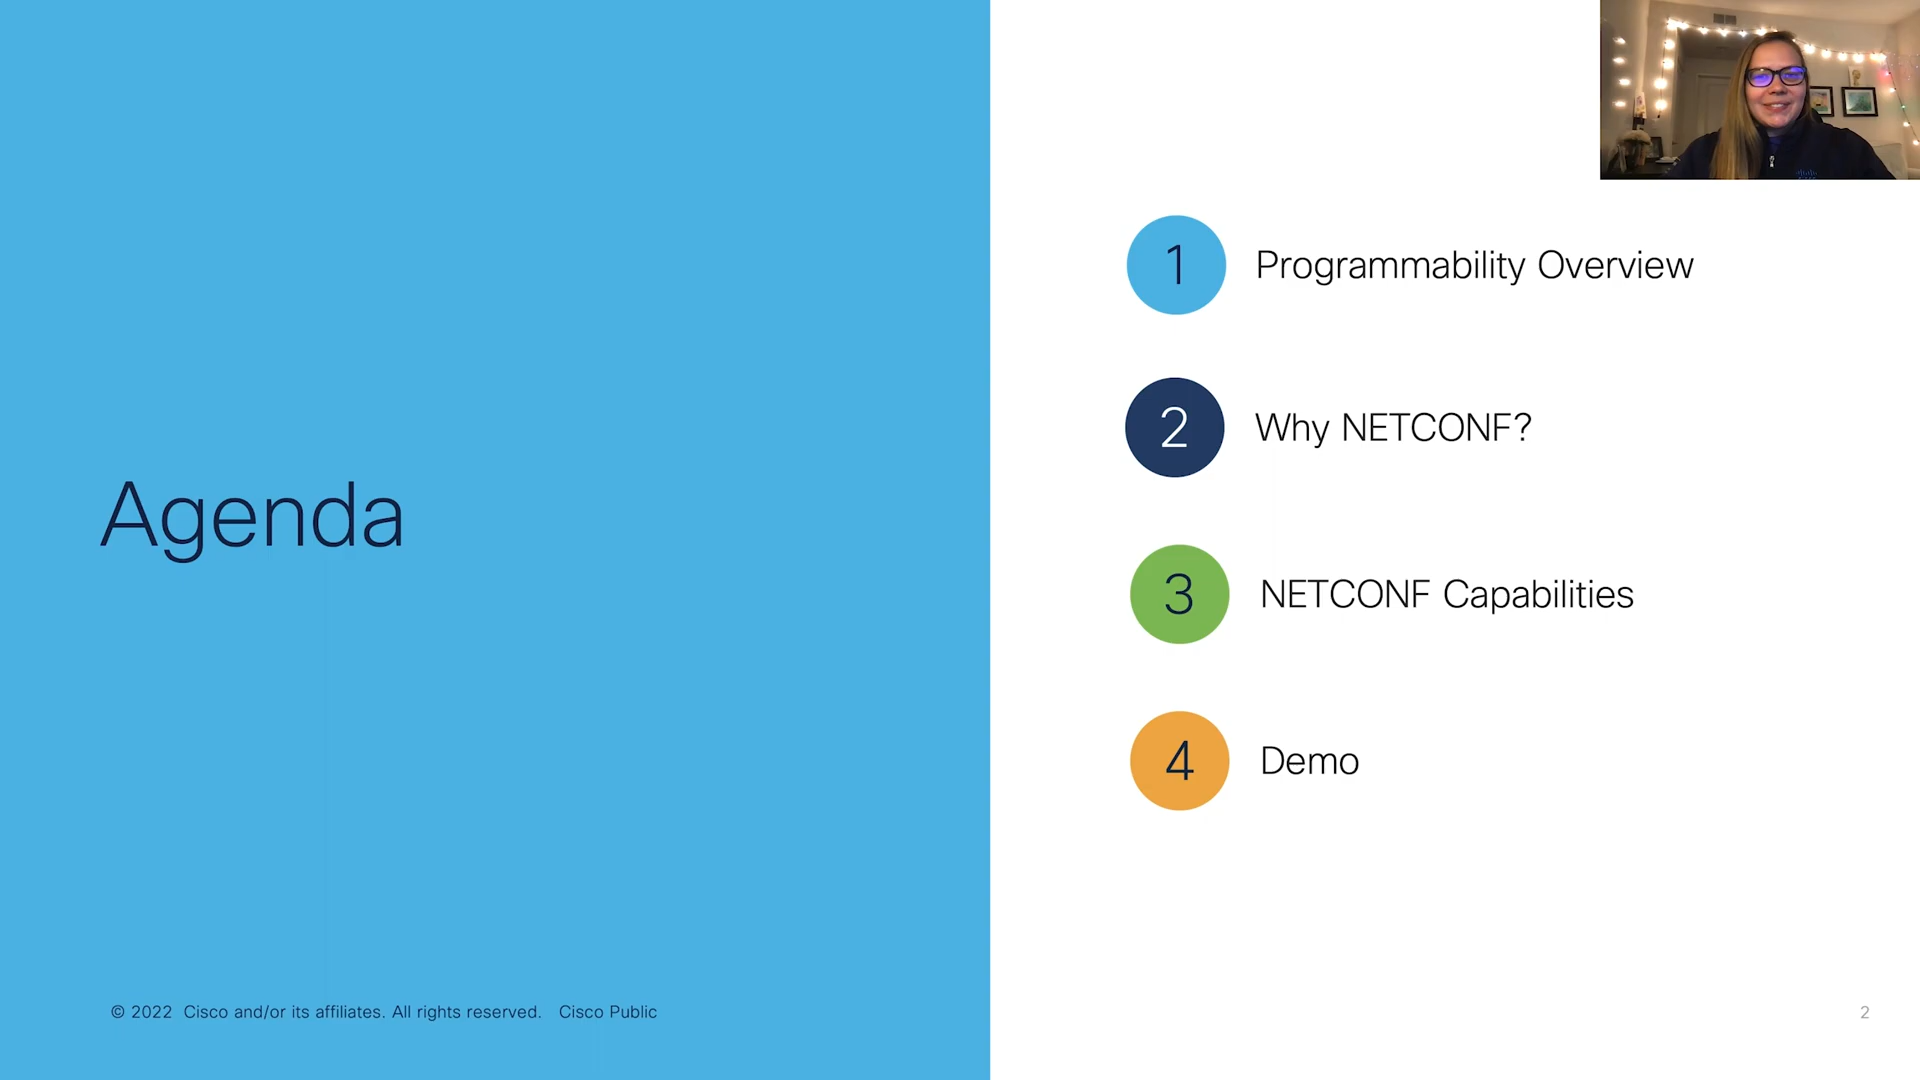 Agenda
1 Programmability Overview
2 Why NETCONF?
3 NETCONF Capabilities
4 Demo
© 2022 Cisco and/or its affiliates. All rights reserved. Cisco Public
2